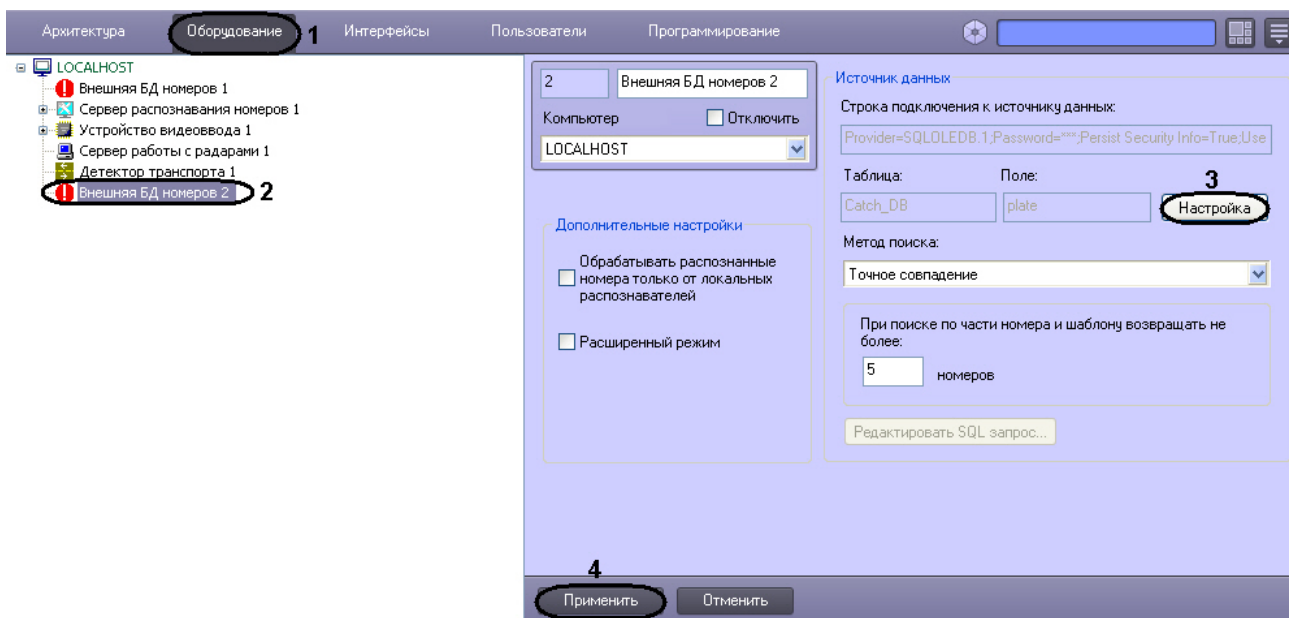 Архитектура Оборудование 1 Интерфейсы Пользователи Программирование
LOCALHOST
Внешняя БД номеров 1
Сервер распознавания номеров 1
Устройство видеоввода 1
Сервер работы с радарами 1
Детектор транспорта 1
Внешняя БД номеров 2 2
2 Внешняя БД номеров 2
Компьютер Отключить
LOCALHOST
Дополнительные настройки
Обрабатывать распознанные
номера только от локальных
распознавателей
Расширенный режим
Источник данных
Строка подключения к источнику данных:
Provider=SQLOLEDB.1;Password=***;Persist Security Info=True;Use
Таблица: Поле: 3
Catch_DB plate Настройка
Метод поиска:
Точное совпадение
При поиске по части номера и шаблону возвращать не
более:
5 номеров
Редактировать SQL запрос...
4
Применить Отменить